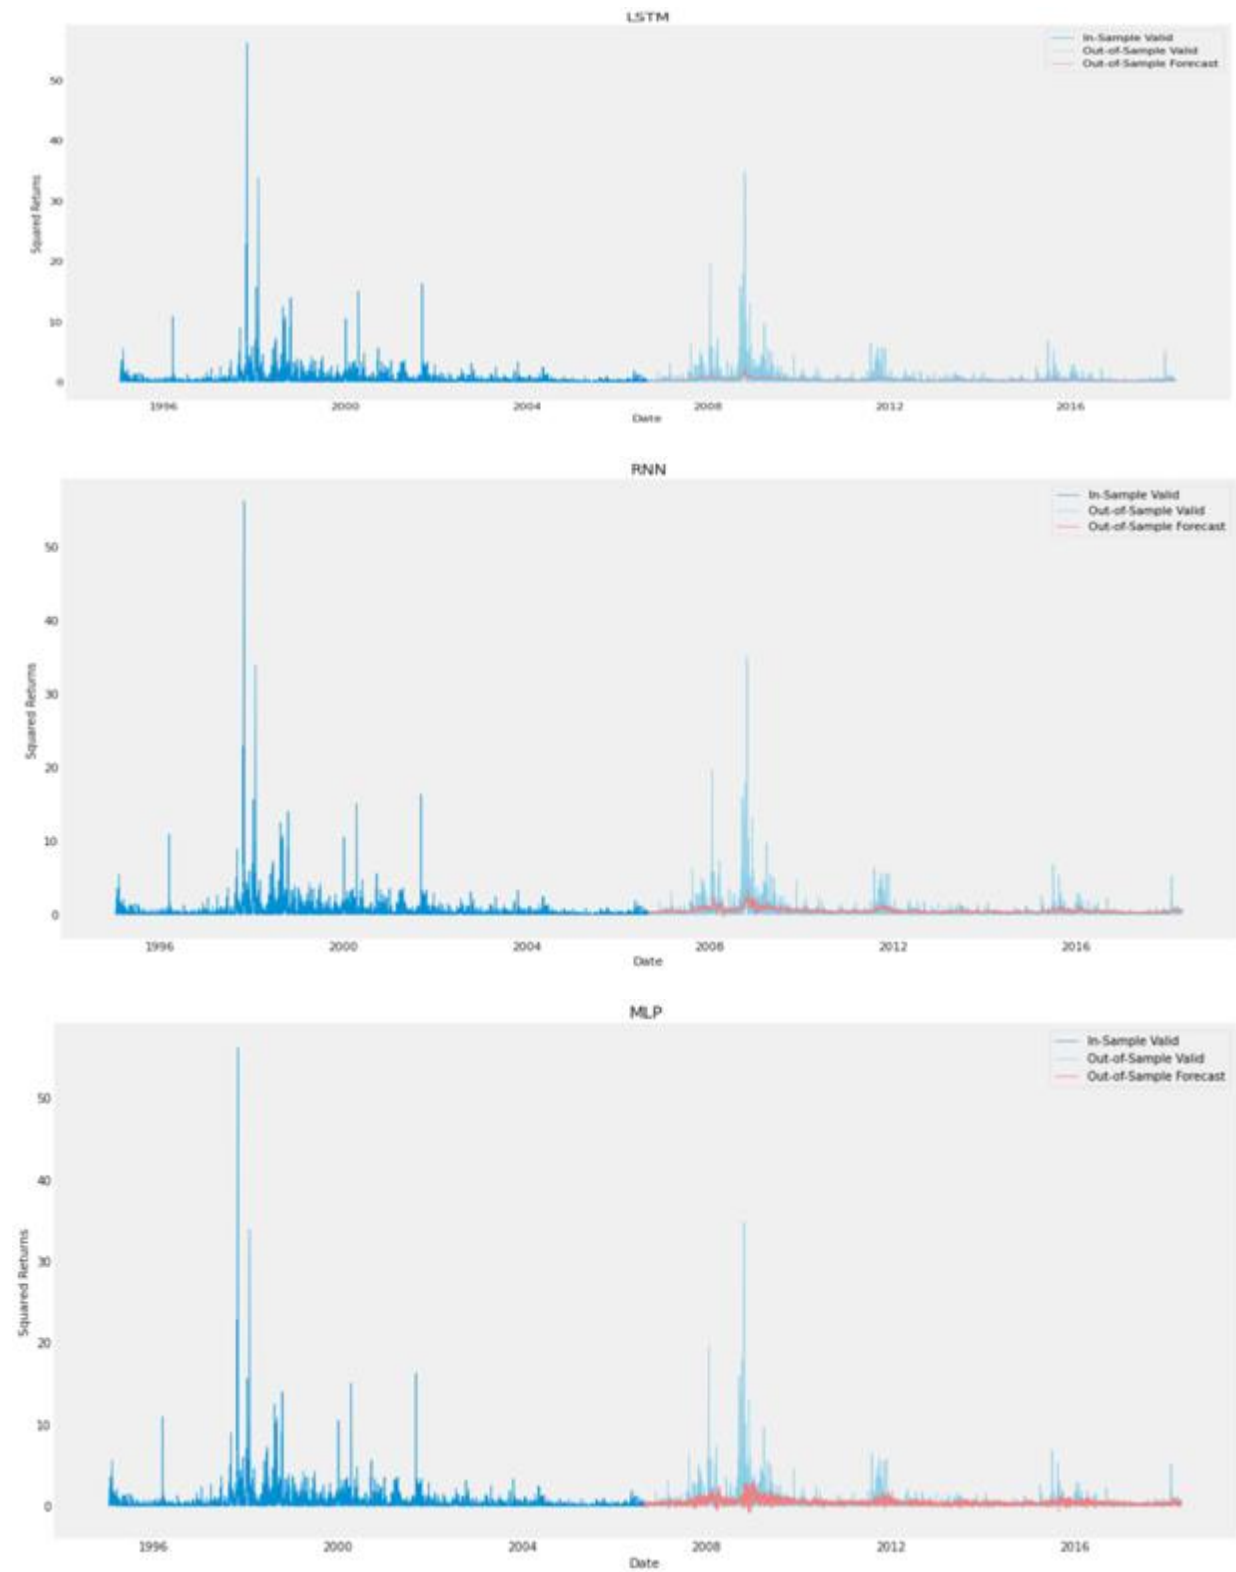 LSTM
In-Sample Valid
Out-of-Sample Valid
Out-of-Sample Forecast
50
40
30
20
10
0
Squared Returns
1996 2000 2004 2008 2012 2016
Date
RNN
In-Sample Valid
Out-of-Sample Valid
Out-of-Sample Forecast
50
40
30
20
10
0
Squared Returns
1996 2000 2004 2008 2012 2016
Date
MLP
In-Sample Valid
Out-of-Sample Valid
Out-of-Sample Forecast
50
40
30
20
10
0
Squared Returns
1996 2000 2004 2008 2012 2016
Date